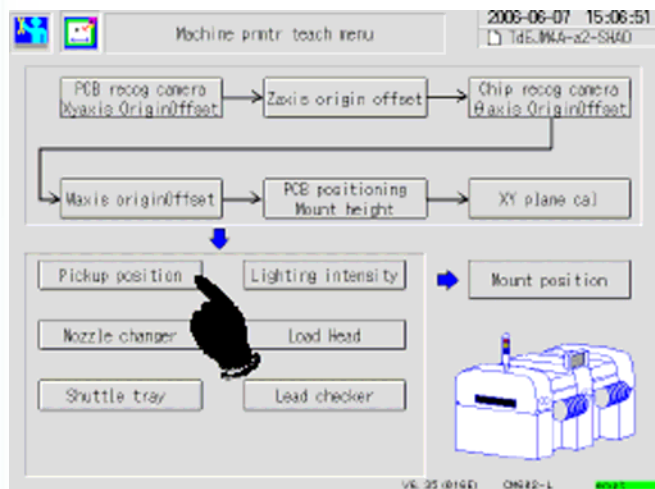 Machine prmtr teach menu
2006-06-07 15:06:51
PCB recog camera
Xyaxis OriginOffset
Zaxis origin offset
Chip recog camera
θaxis OriginOffset
Waxis originOffset
PCB positioning
Mount height
XY plane cal
Pickup position
Lighting intensity
Mount position
Nozzle changer
Load Head
Shuttle tray
Lead checker